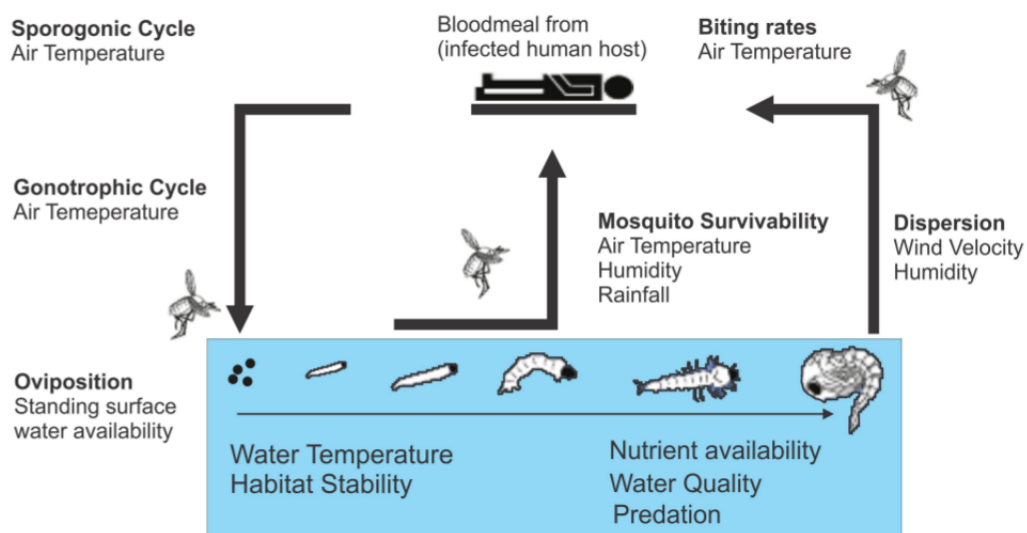 Sporogonic Cycle
Air Temperature
Bloodmeal from
(infected human host)
Biting rates
Air Temperature
Gonotrophic Cycle
Air Temeperature
Mosquito Survivability
Air Temperature
Humidity
Rainfall
Dispersion
Wind Velocity
Humidity
Oviposition
Standing surface
water availability
Water Temperature
Habitat Stability
Nutrient availability
Water Quality
Predation